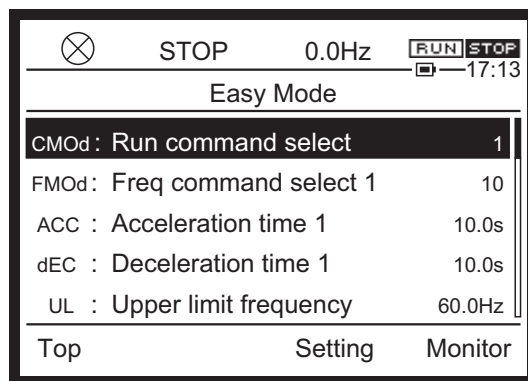 STOP 0.0Hz RUN STOP
17:13
Easy Mode
CMOd : Run command select 1
FMOd : Freq command select 1 10
ACC : Acceleration time 1 10.0s
dEC : Deceleration time 1 10.0s
UL : Upper limit frequency 60.0Hz
Top Setting Monitor